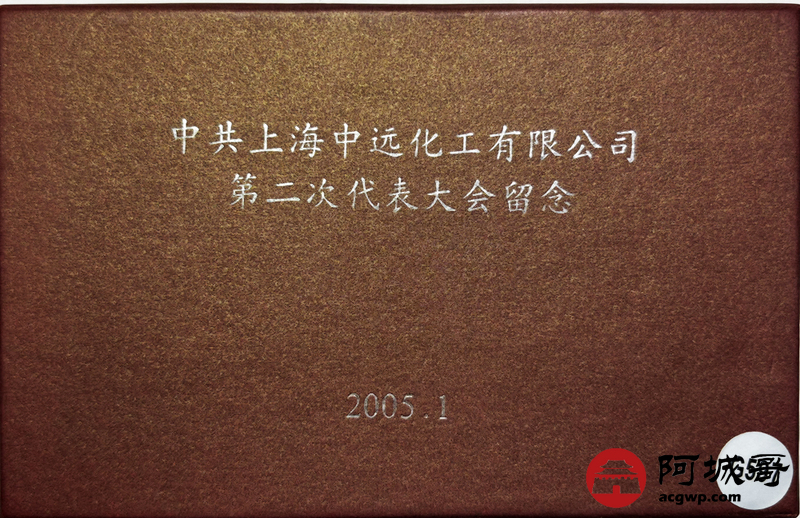 中共上海中远化工有限公司
第二次代表大会留念
2005.1
阿城
acgwp.com